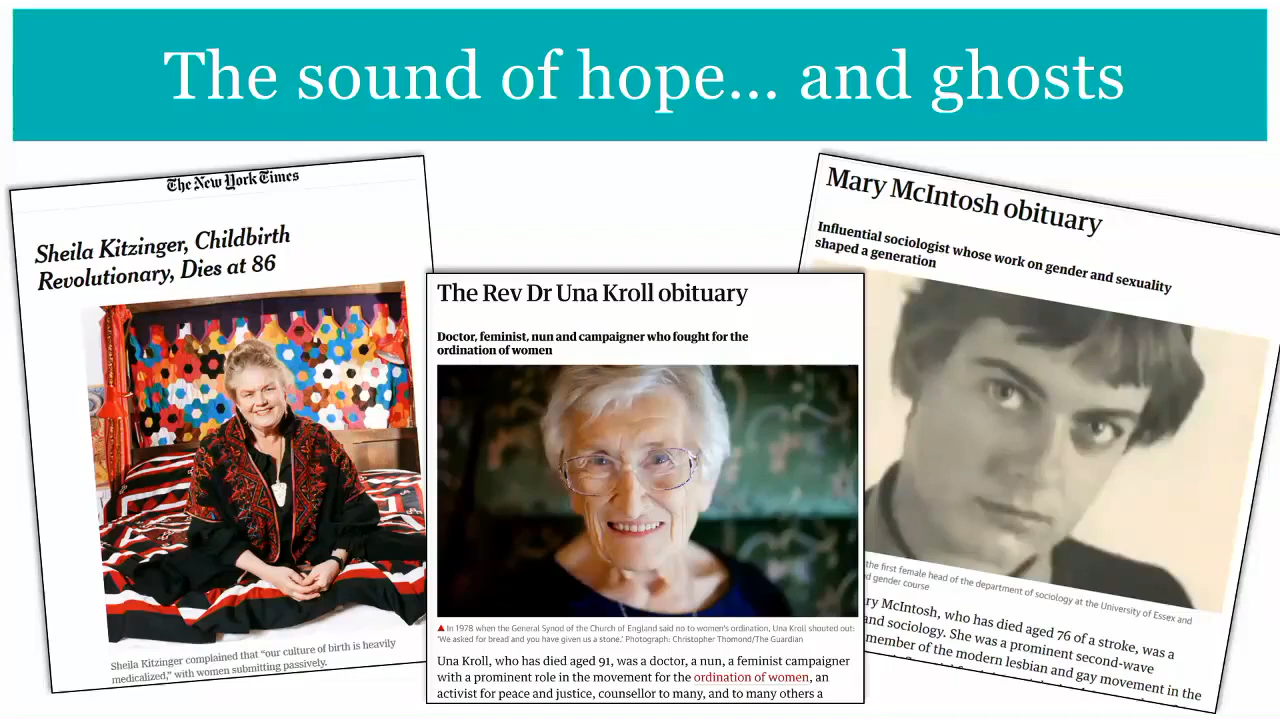 The sound of hope... and ghosts
The New York Times
Sheila Kitzinger, Childbirth
Revolutionary, Dies at 86
Sheila Kitzinger complained that “our culture of birth is heavily
medicalized,” with women submitting passively.
The Rev Dr Una Kroll obituary
Doctor, feminist, nun and campaigner who fought for the
ordination of women
▲ In 1978 when the General Synod of the Church of England said no to women's ordination, Una Kroll shouted out:
‘We asked for bread and you have given us a stone.’ Photograph: Christopher Thomond/The Guardian
Una Kroll, who has died aged 91, was a doctor, a nun, a feminist campaigner
with a prominent role in the movement for the ordination of women, an
activist for peace and justice, counsellor to many, and to many others a
Mary McIntosh obituary
Influential sociologist whose work on gender and sexuality
shaped a generation
the first female head of the department of sociology at the University of Essex and
gender course
McIntosh, who has died aged 76 of a stroke, was a
and sociology. She was a prominent second-wave
member of the modern lesbian and gay movement in the